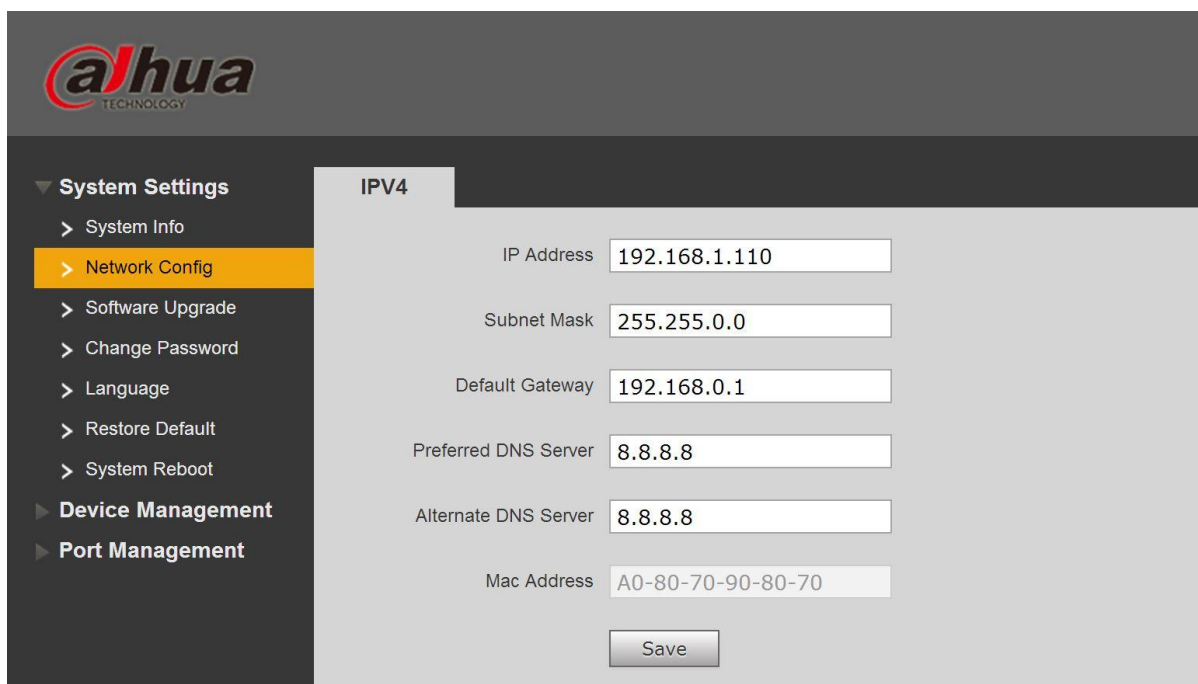 alhua
TECHNOLOGY
System Settings
System Info
Network Config
Software Upgrade
Change Password
Language
Restore Default
System Reboot
Device Management
Port Management
IPV4
IP Address 192.168.1.110
Subnet Mask 255.255.0.0
Default Gateway 192.168.0.1
Preferred DNS Server 8.8.8.8
Alternate DNS Server 8.8.8.8
Mac Address A0-80-70-90-80-70
Save